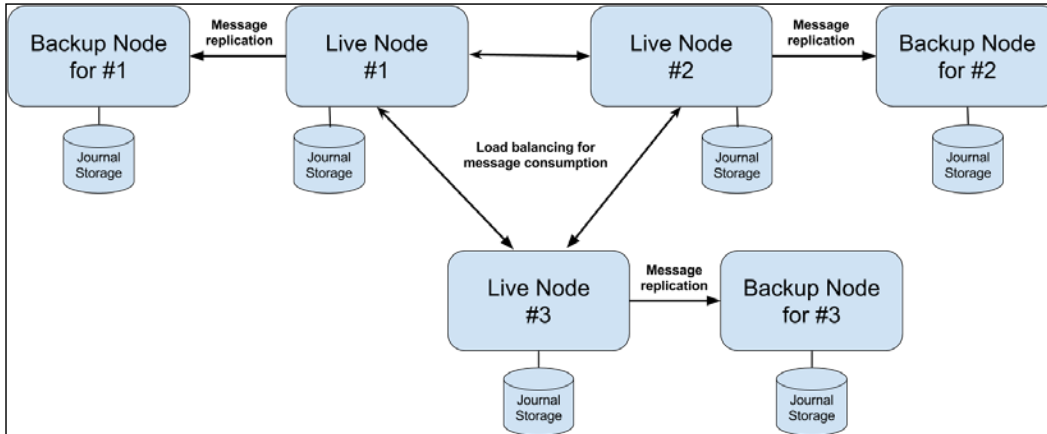 Backup Node
for #1
Message
replication
Live Node
#1
Live Node
#2
Message
replication
Backup Node
for #2
Journal
Storage
Journal
Storage
Load balancing for
message consumption
Journal
Storage
Journal
Storage
Live Node
#3
Message
replication
Backup Node
for #3
Journal
Storage
Journal
Storage